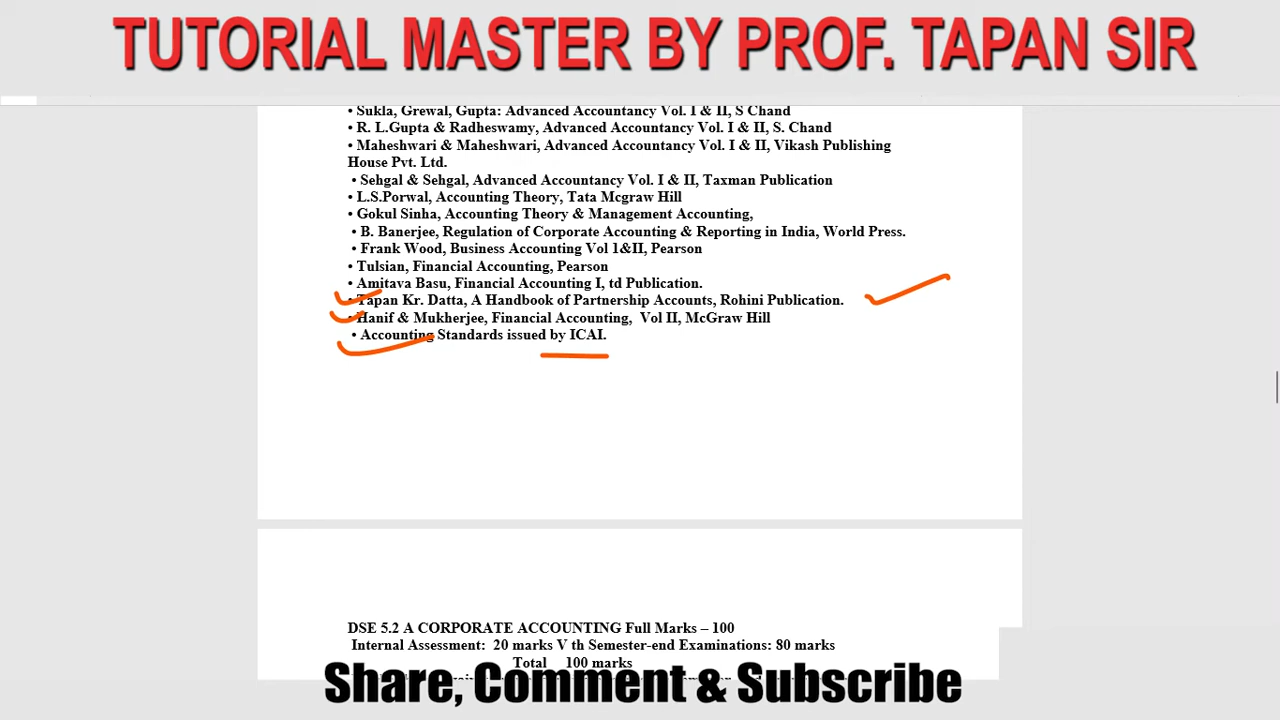 TUTORIAL MASTER BY PROF. TAPAN SIR
• Sukla, Grewal, Gupta: Advanced Accountancy Vol. I & II, S Chand
• R. L.Gupta & Radheswamy, Advanced Accountancy Vol. I & II, S. Chand
• Maheshwari & Maheshwari, Advanced Accountancy Vol. I & II, Vikash Publishing
House Pvt. Ltd.
• Sehgal & Sehgal, Advanced Accountancy Vol. I & II, Taxman Publication
• L.S.Porwal, Accounting Theory, Tata Mcgraw Hill
• Gokul Sinha, Accounting Theory & Management Accounting,
• B. Banerjee, Regulation of Corporate Accounting & Reporting in India, World Press.
• Frank Wood, Business Accounting Vol 1&II, Pearson
• Tulsian, Financial Accounting, Pearson
• Amitava Basu, Financial Accounting I, td Publication.
• Tapan Kr. Datta, A Handbook of Partnership Accounts, Rohini Publication.
• Hanif & Mukherjee, Financial Accounting, Vol II, McGraw Hill
• Accounting Standards issued by ICAI.
DSE 5.2 A CORPORATE ACCOUNTING Full Marks – 100
Internal Assessment: 20 marks V th Semester-end Examinations: 80 marks
Total 100 marks
Share, Comment & Subscribe